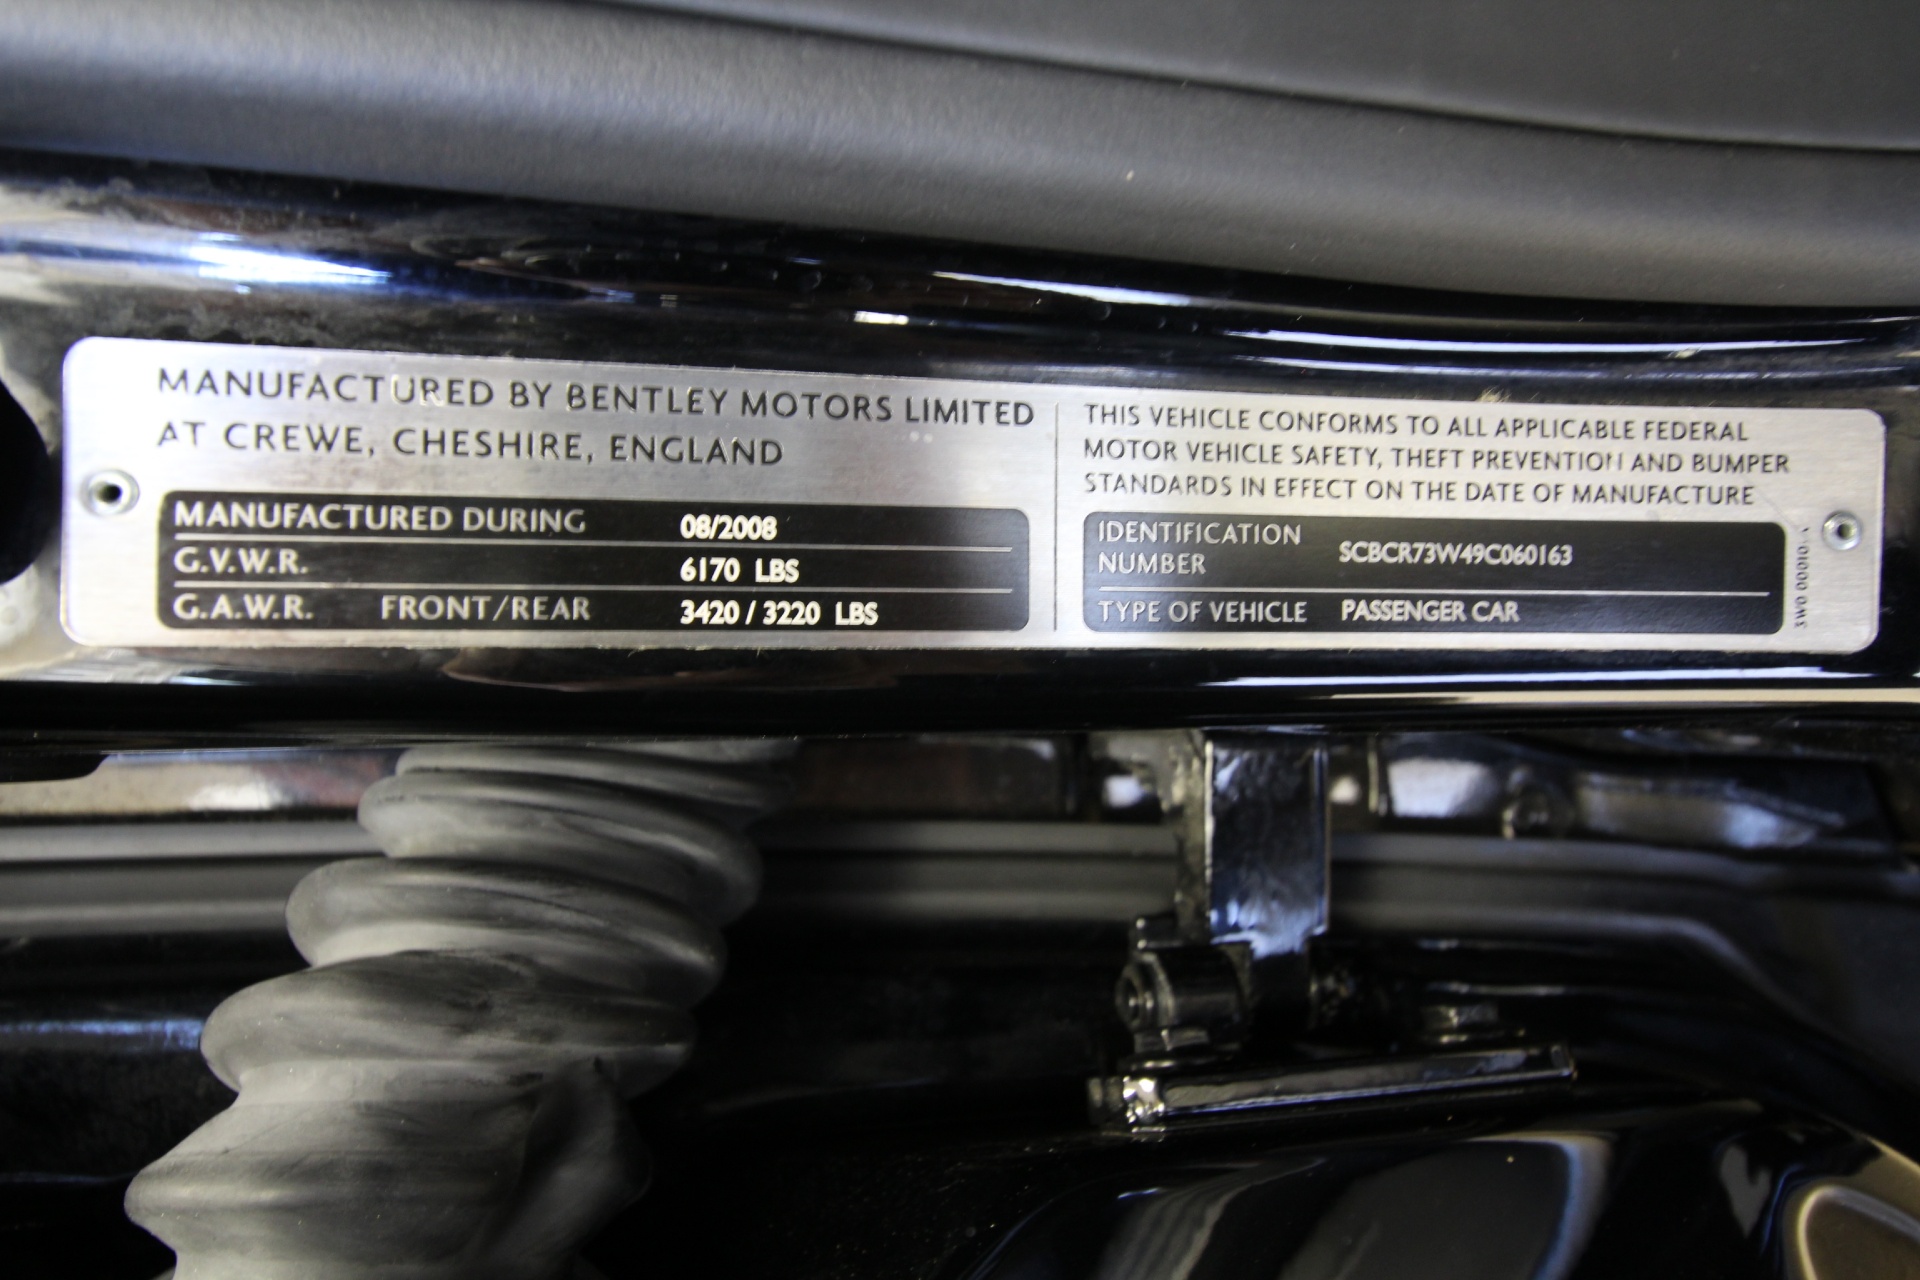 MANUFACTURED BY BENTLEY MOTORS LIMITED
AT CREWE, CHESHIRE, ENGLAND
MANUFACTURED DURING 08/2008
G.V.W.R. 6170 LBS
G.A.W.R. FRONT/REAR 3420 / 3220 LBS
THIS VEHICLE CONFORMS TO ALL APPLICABLE FEDERAL
MOTOR VEHICLE SAFETY, THEFT PREVENTION AND BUMPER
STANDARDS IN EFFECT ON THE DATE OF MANUFACTURE
IDENTIFICATION
NUMBER SCBCR73W49C060163
TYPE OF VEHICLE PASSENGER CAR
3W0